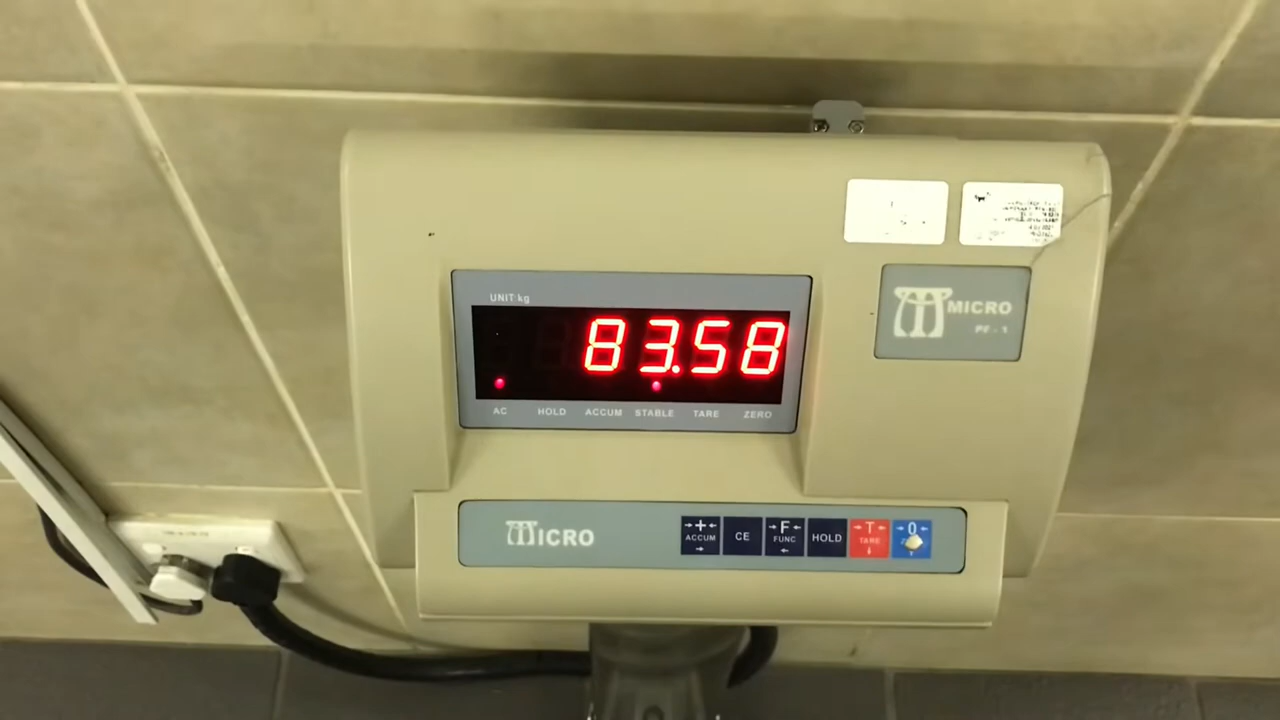 UNIT:kg
83.58
AC HOLD ACCUM STABLE TARE ZERO
MICRO
PF-1
MICRO
+ ACCUM
CE
F FUNC
HOLD
T TARE
0